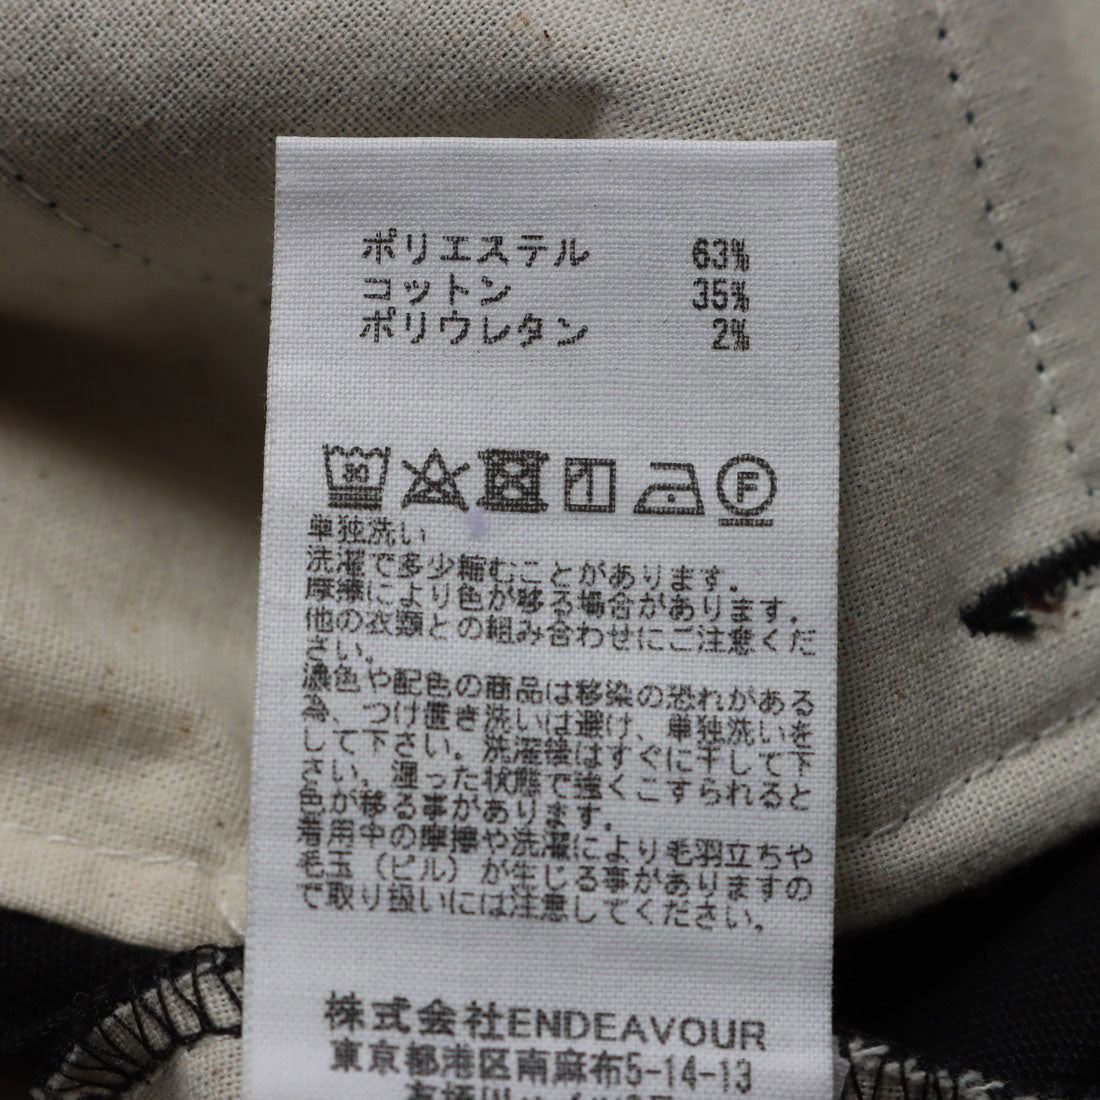 ポリエステル 63%
コットン 35%
ポリウレタン 2%
30 F
単独洗い
洗濯で多少縮むことがあります.
摩擦により色が移る場合があります.
他の衣類との組み合わせにご注意くだ
さい.
濃色や配色の商品は移染の恐れがある
為、つけ置き洗いは避け、単独洗いを
して下さい。洗濯後はすぐに干して下
さい。湿った状態で強くこすられると
色が移る事があります。
着用中の摩擦や洗濯により毛羽立ちや
毛玉（ピル）が生じる事がありますの
で取り扱いには注意してください。
株式会社ENDEAVOUR
東京都港区南麻布5-14-13